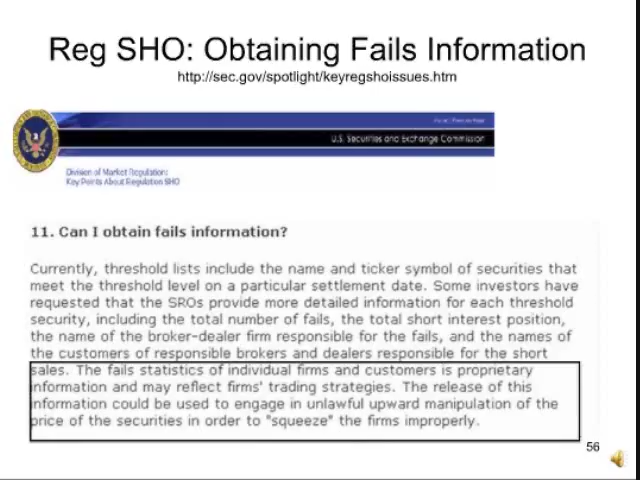 Reg SHO: Obtaining Fails Information
http://sec.gov/spotlight/keyregshoissues.htm
U.S. Securities and Exchange Commission
Division of Market Regulation:
Key Points About Regulation SHO
11. Can I obtain fails information?
Currently, threshold lists include the name and ticker symbol of securities that
meet the threshold level on a particular settlement date. Some investors have
requested that the SROs provide more detailed information for each threshold
security, including the total number of fails, the total short interest position,
the name of the broker-dealer firm responsible for the fails, and the names of
the customers of responsible brokers and dealers responsible for the short
sales. The fails statistics of individual firms and customers is proprietary
information and may reflect firms' trading strategies. The release of this
information could be used to engage in unlawful upward manipulation of the
price of the securities in order to "squeeze" the firms improperly.
56